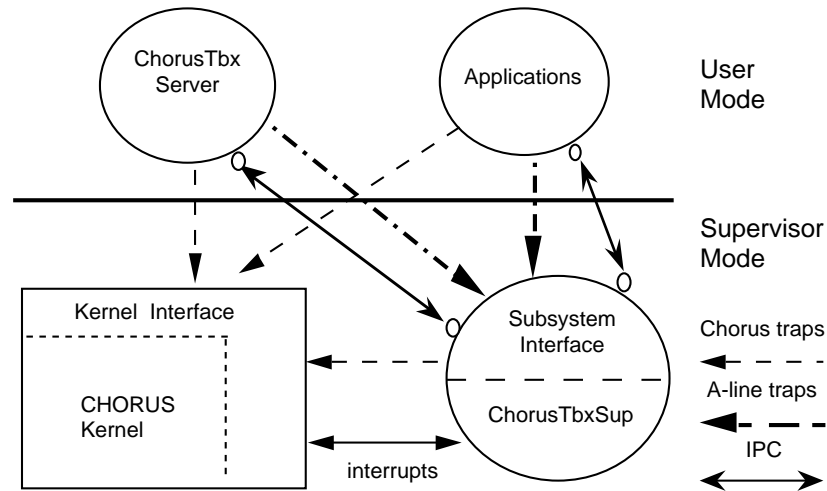 ChorusTbx
Server
Applications
User
Mode
Supervisor
Mode
Kernel Interface
Subsystem
Interface
Chorus traps
A-line traps
CHORUS
Kernel
ChorusTbxSup
IPC
interrupts